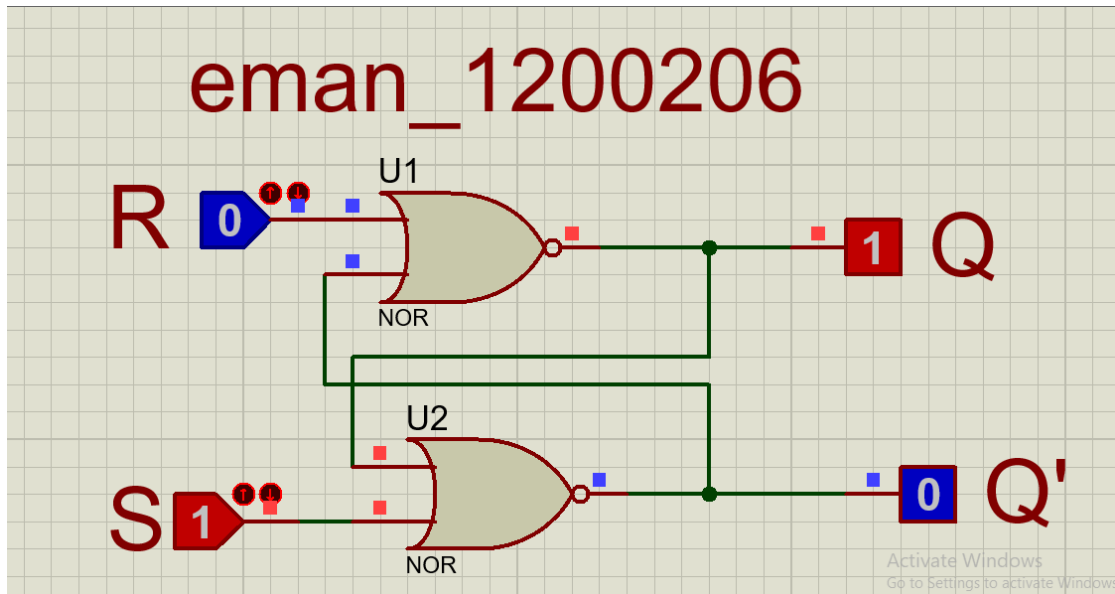 eman_1200206
U1
R
0
1
Q
NOR
U2
S
1
0
Q'
NOR
Activate Windows
Go to Settings to activate Windows